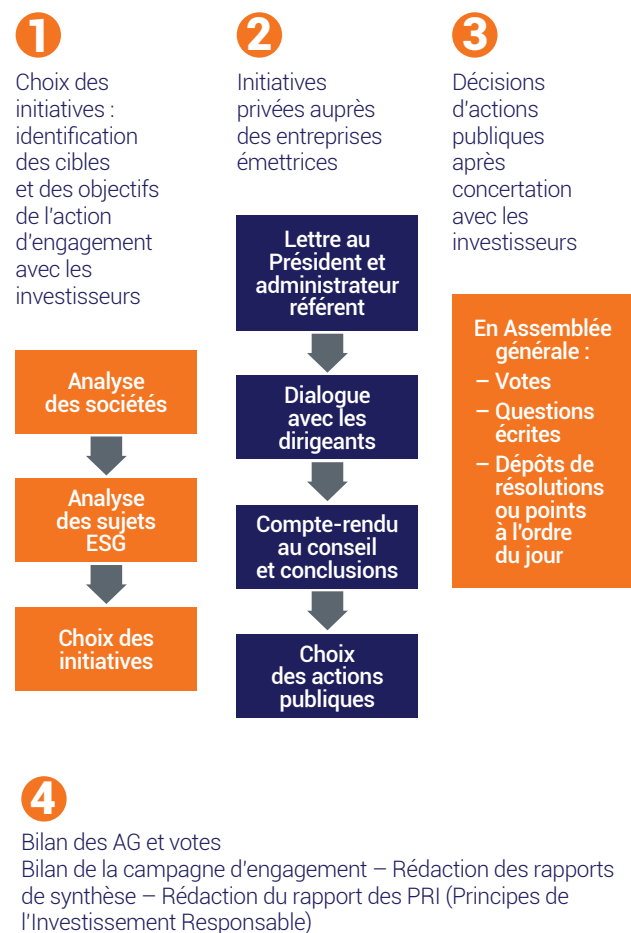 1
Choix des
initiatives :
identification
des cibles
et des objectifs
de l'action
d'engagement
avec les
investisseurs
Analyse
des sociétés
Analyse
des sujets
ESG
Choix des
initiatives
2
Initiatives
privées auprès
des entreprises
émettrices
Lettre au
Président et
administrateur
référent
Dialogue
avec les
dirigeants
Compte-rendu
au conseil
et conclusions
Choix
des actions
publiques
3
Décisions
d'actions
publiques
après
concertation
avec les
investisseurs
En Assemblée
générale :
– Votes
– Questions
écrites
– Dépôts de
résolutions
ou points
à l'ordre
du jour
4
Bilan des AG et votes
Bilan de la campagne d'engagement – Rédaction des rapports
de synthèse – Rédaction du rapport des PRI (Principes de
l'Investissement Responsable)